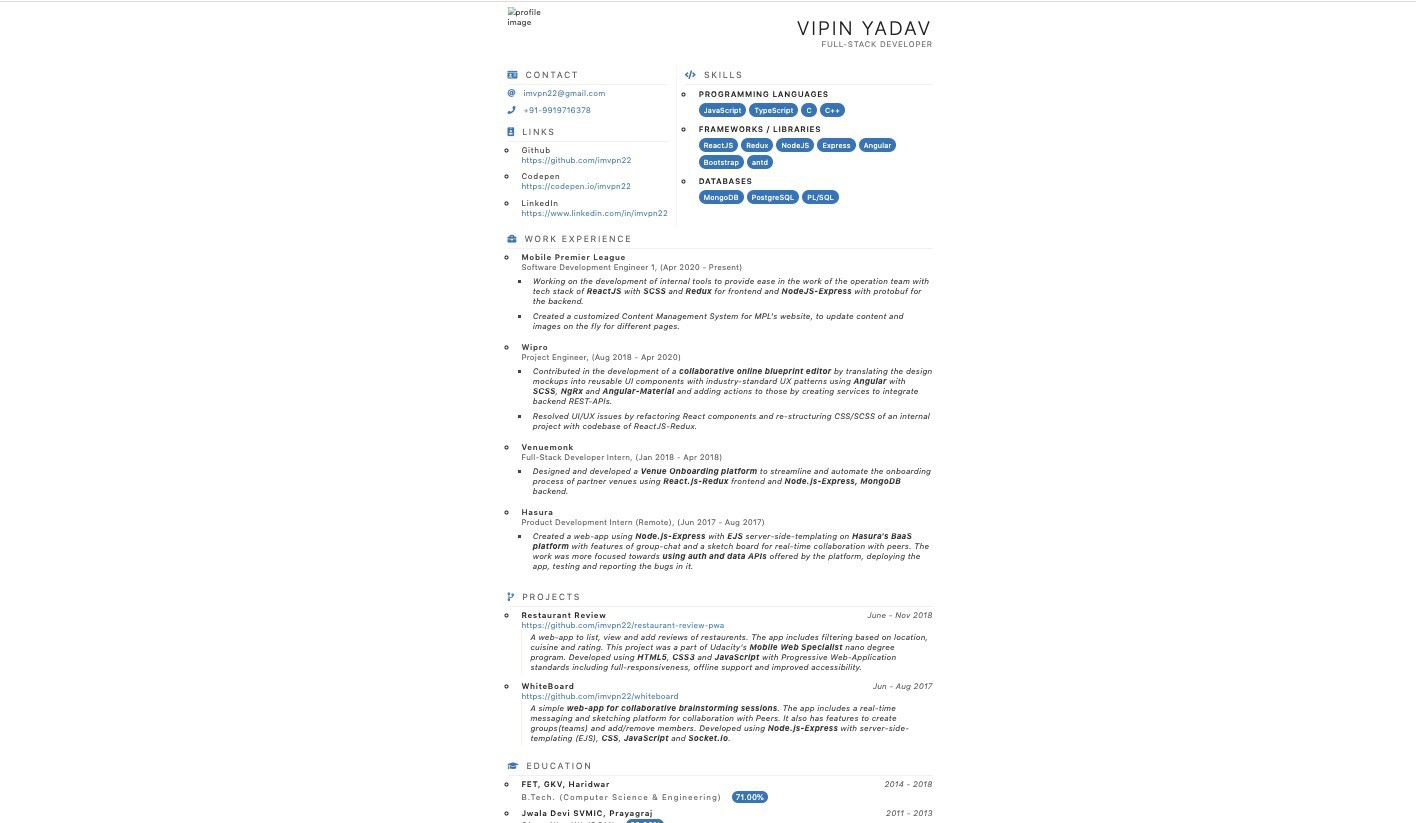 profile
image
VIPIN YADAV
FULL-STACK DEVELOPER
CONTACT
imvpn22@gmail.com
+91-9919716378
LINKS
Github
https://github.com/imvpn22
Codepen
https://codepen.io/imvpn22
LinkedIn
https://www.linkedin.com/in/imvpn22
SKILLS
PROGRAMMING LANGUAGES
JavaScript TypeScript C C++
FRAMEWORKS / LIBRARIES
ReactJS Redux NodeJS Express Angular
Bootstrap antd
DATABASES
MongoDB PostgreSQL PL/SQL
WORK EXPERIENCE
Mobile Premier League
Software Development Engineer 1, (Apr 2020 - Present)
Working on the development of internal tools to provide ease in the work of the operation team with
tech stack of ReactJS with SCSS and Redux for frontend and NodeJS-Express with protobuf for
the backend.
Created a customized Content Management System for MPL's website, to update content and
images on the fly for different pages.
Wipro
Project Engineer, (Aug 2018 - Apr 2020)
Contributed in the development of a collaborative online blueprint editor by translating the design
mockups into reusable UI components with industry-standard UX patterns using Angular with
SCSS, NgRx and Angular-Material and adding actions to those by creating services to integrate
backend REST-APIs.
Resolved UI/UX issues by refactoring React components and re-structuring CSS/SCSS of an internal
project with codebase of ReactJS-Redux.
Venuemonk
Full-Stack Developer Intern, (Jan 2018 - Apr 2018)
Designed and developed a Venue Onboarding platform to streamline and automate the onboarding
process of partner venues using React.js-Redux frontend and Node.js-Express, MongoDB
backend.
Hasura
Product Development Intern (Remote), (Jun 2017 - Aug 2017)
Created a web-app using Node.js-Express with EJS server-side-templating on Hasura's BaaS
platform with features of group-chat and a sketch board for real-time collaboration with peers. The
work was more focused towards using auth and data APIs offered by the platform, deploying the
app, testing and reporting the bugs in it.
PROJECTS
Restaurant Review June - Nov 2018
https://github.com/imvpn22/restaurant-review-pwa
A web-app to list, view and add reviews of restaurents. The app includes filtering based on location,
cuisine and rating. This project was a part of Udacity's Mobile Web Specialist nano degree
program. Developed using HTML5, CSS3 and JavaScript with Progressive Web-Application
standards including full-responsiveness, offline support and improved accessibility.
WhiteBoard Jun - Aug 2017
https://github.com/imvpn22/whiteboard
A simple web-app for collaborative brainstorming sessions. The app includes a real-time
messaging and sketching platform for collaboration with Peers. It also has features to create
groups(teams) and add/remove members. Developed using Node.js-Express with server-side-
templating (EJS), CSS, JavaScript and Socket.io.
EDUCATION
FET, GKV, Haridwar 2014 - 2018
B.Tech. (Computer Science & Engineering) 71.00%
Jwala Devi SVMIC, Prayagraj 2011 - 2013